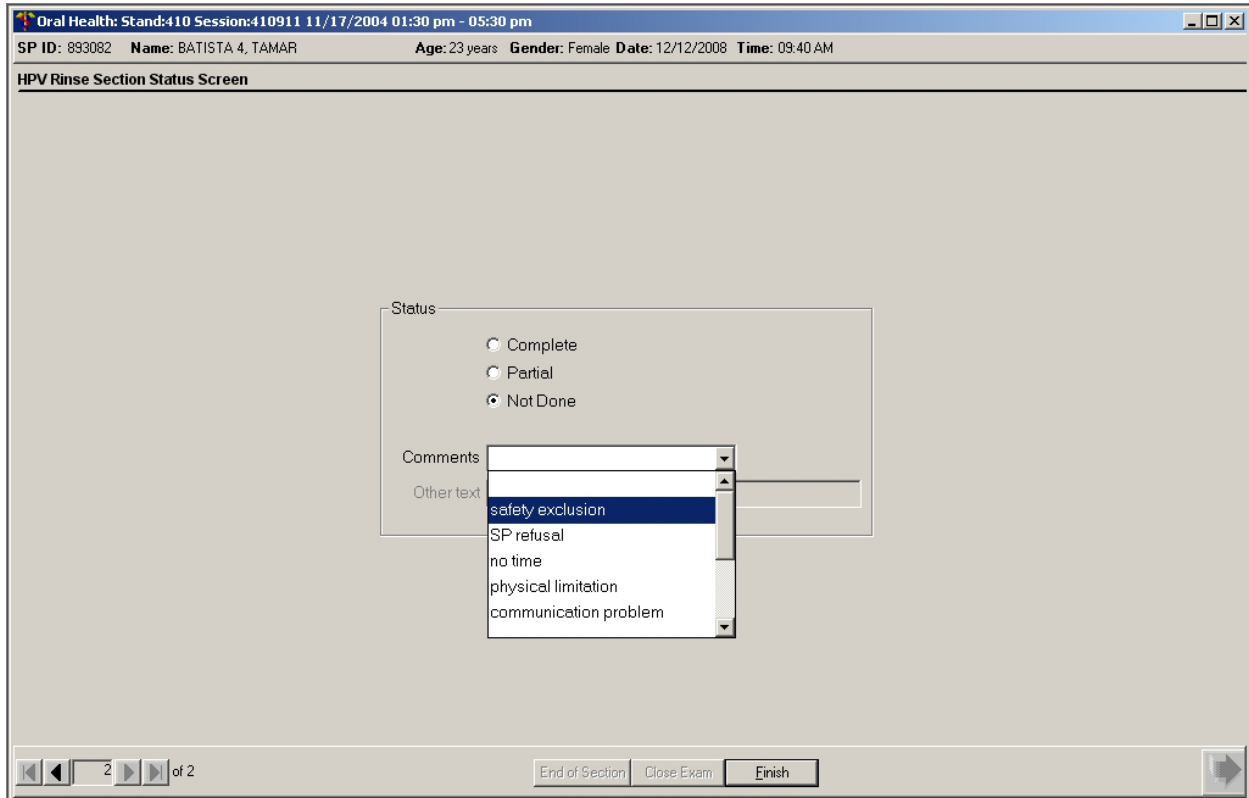 Oral Health: Stand:410 Session:410911 11/17/2004 01:30 pm - 05:30 pm
SP ID: 893082 Name: BATISTA 4, TAMAR Age: 23 years Gender: Female Date: 12/12/2008 Time: 09:40 AM
HPV Rinse Section Status Screen
Status
Complete
Partial
Not Done
Comments
Other text
safety exclusion
SP refusal
no time
physical limitation
communication problem
2 of 2
End of Section Close Exam Finish